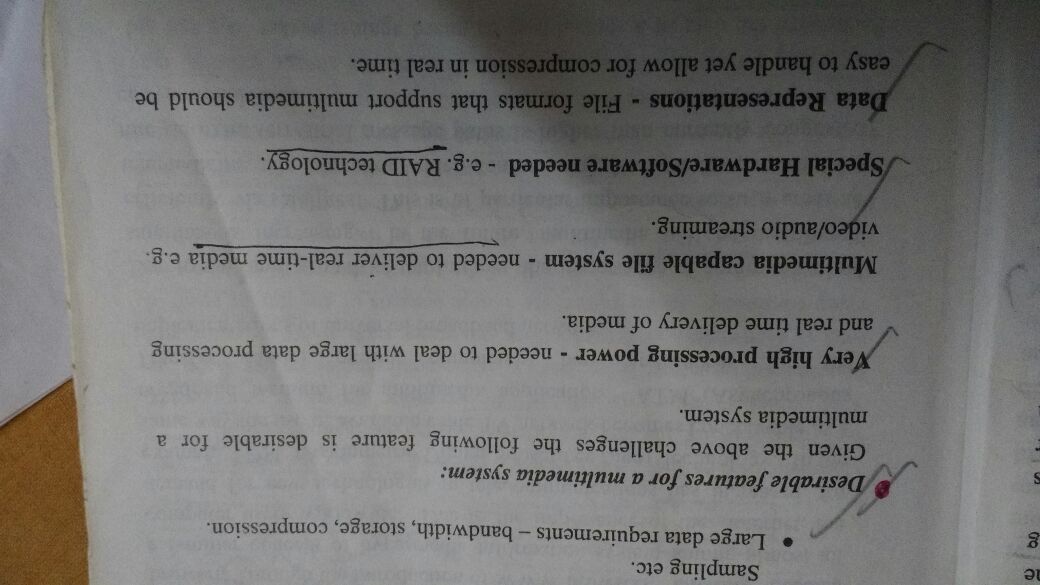 Sampling etc.
• Large data requirements – bandwidth, storage, compression.
Desirable features for a multimedia system:
Given the above challenges the following feature is desirable for a
multimedia system.
Very high processing power - needed to deal with large data processing
and real time delivery of media.
Multimedia capable file system - needed to deliver real-time media e.g.
video/audio streaming.
Special Hardware/Software needed - e.g. RAID technology.
Data Representations - File formats that support multimedia should be
easy to handle yet allow for compression in real time.